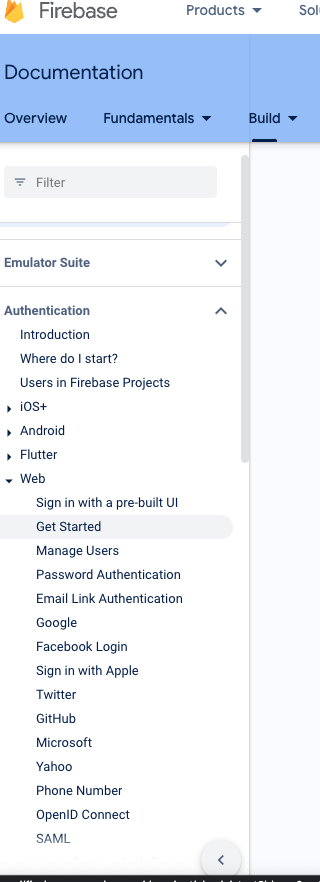 Firebase
Products
Documentation
Overview Fundamentals Build
Filter
Emulator Suite
Authentication
Introduction
Where do I start?
Users in Firebase Projects
iOS+
Android
Flutter
Web
Sign in with a pre-built UI
Get Started
Manage Users
Password Authentication
Email Link Authentication
Google
Facebook Login
Sign in with Apple
Twitter
GitHub
Microsoft
Yahoo
Phone Number
OpenID Connect
SAML